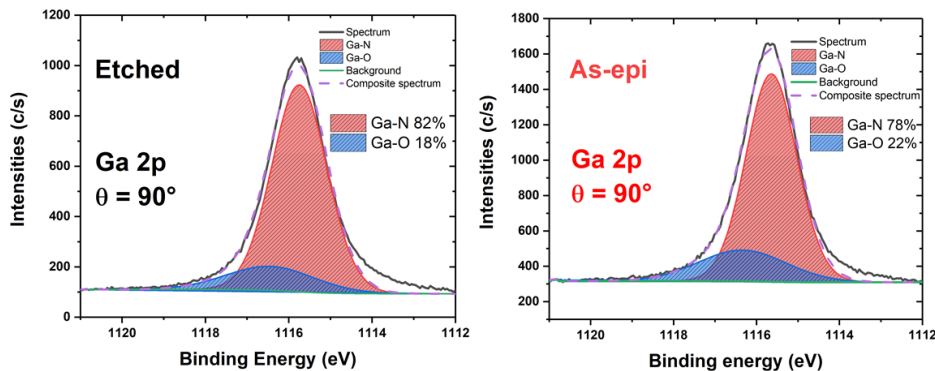 1200
1000
800
600
400
200
0
Intensities (c/s)
Etched
Ga 2p
θ = 90°
Spectrum
Ga-N
Ga-O
Background
Composite spectrum
Ga-N 82%
Ga-O 18%
1120
1118
1116
1114
1112
Binding Energy (eV)
1800
1600
1400
1200
1000
800
600
400
200
Intensities (c/s)
As-epi
Ga 2p
θ = 90°
Spectrum
Ga-N
Ga-O
Background
Composite spectrum
Ga-N 78%
Ga-O 22%
1120
1118
1116
1114
1112
Binding energy (eV)